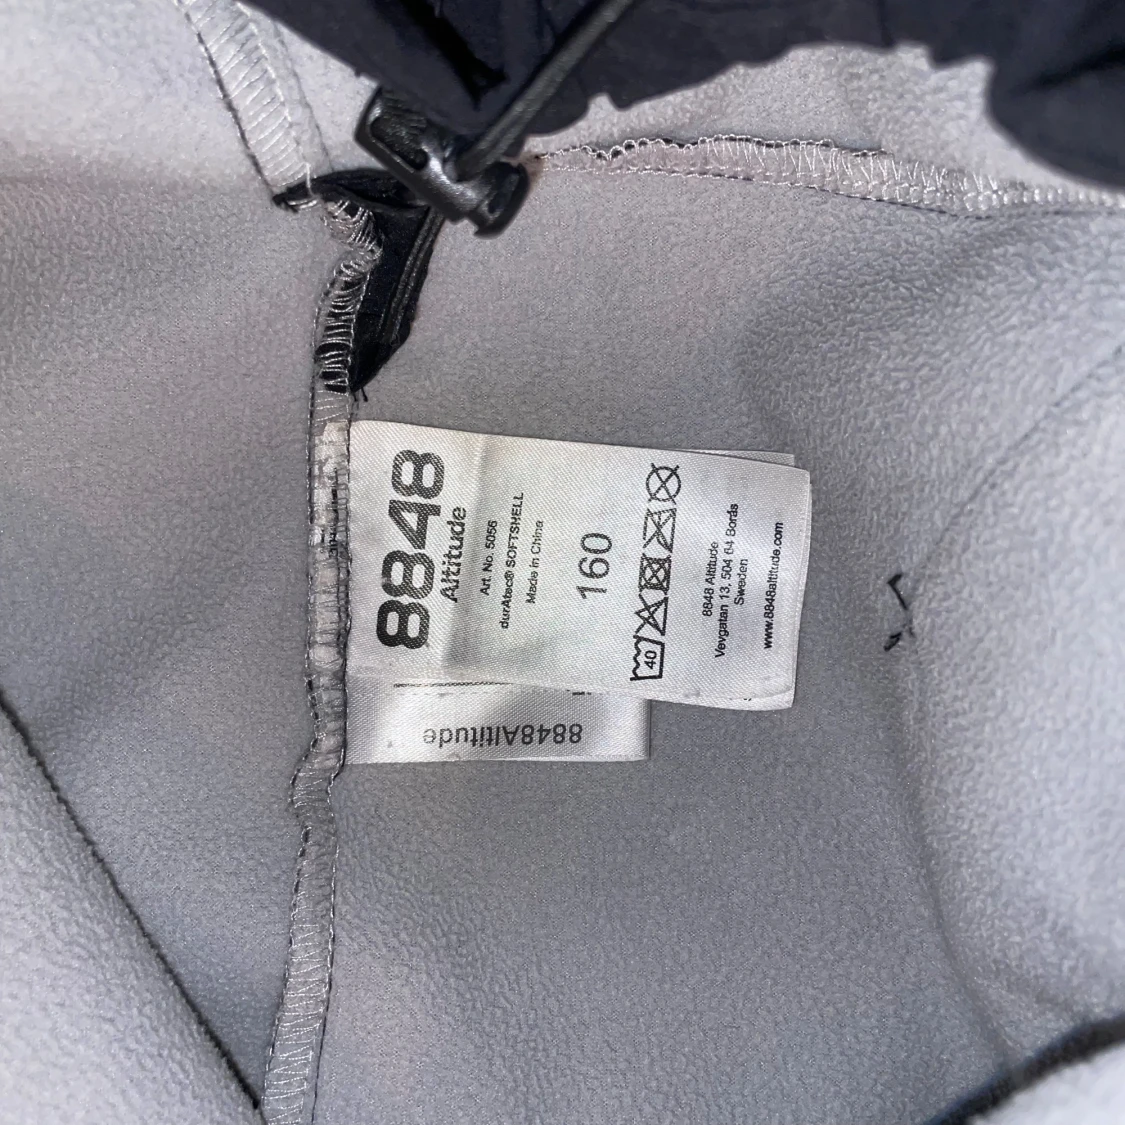 8848
Altitude
Art. No. 5056
durAtec® SOFTSHELL
Made in China
160
40
8848 Altitude
Vevgatan 13, 504 64 Borås
Sweden
www.8848altitude.com
8848Altitude